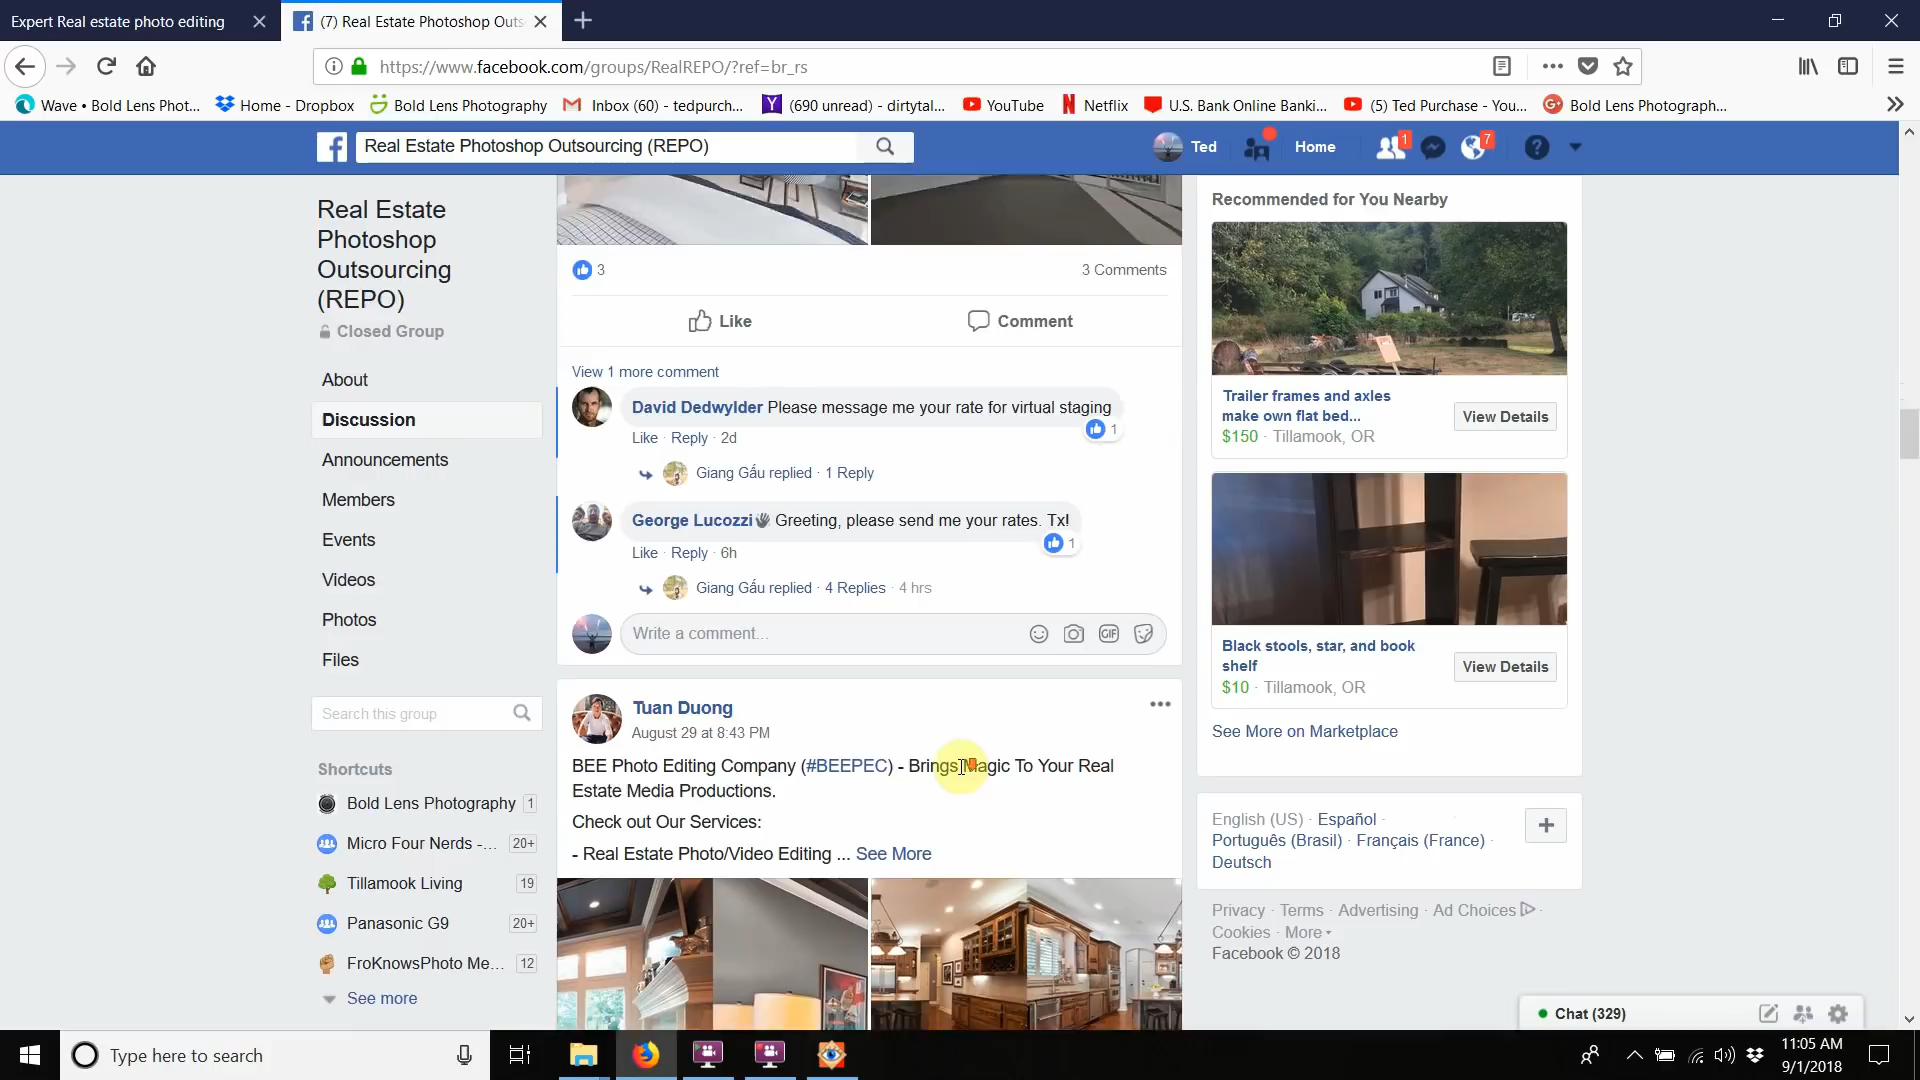 Expert Real estate photo editing
(7) Real Estate Photoshop Outs
https://www.facebook.com/groups/RealREPO/?ref=br_rs
Wave • Bold Lens Phot...
Home - Dropbox
Bold Lens Photography
Inbox (60) - tedpurch...
(690 unread) - dirtytal...
YouTube
Netflix
U.S. Bank Online Banki...
(5) Ted Purchase - You...
Bold Lens Photograph...
Real Estate Photoshop Outsourcing (REPO)
Ted
Home
1
7
Real Estate
Photoshop
Outsourcing
(REPO)
Closed Group
About
Discussion
Announcements
Members
Events
Videos
Photos
Files
Search this group
Shortcuts
Bold Lens Photography 1
Micro Four Nerds -... 20+
Tillamook Living 19
Panasonic G9 20+
FroKnowsPhoto Me... 12
See more
3
3 Comments
Like
Comment
View 1 more comment
David Dedwylder Please message me your rate for virtual staging
1
Like · Reply · 2d
Giang Gấu replied · 1 Reply
George Lucozzi Greeting, please send me your rates. Tx!
1
Like · Reply · 6h
Giang Gấu replied · 4 Replies · 4 hrs
Write a comment...
GIF
Tuan Duong
August 29 at 8:43 PM
BEE Photo Editing Company (#BEEPEC) - Brings Magic To Your Real
Estate Media Productions.
Check out Our Services:
- Real Estate Photo/Video Editing ... See More
Recommended for You Nearby
Trailer frames and axles
make own flat bed...
$150 · Tillamook, OR
View Details
Black stools, star, and book
shelf
$10 · Tillamook, OR
View Details
See More on Marketplace
English (US) · Español ·
Português (Brasil) · Français (France) ·
Deutsch
Privacy · Terms · Advertising · Ad Choices ·
Cookies · More
Facebook © 2018
Chat (329)
Type here to search
11:05 AM
9/1/2018